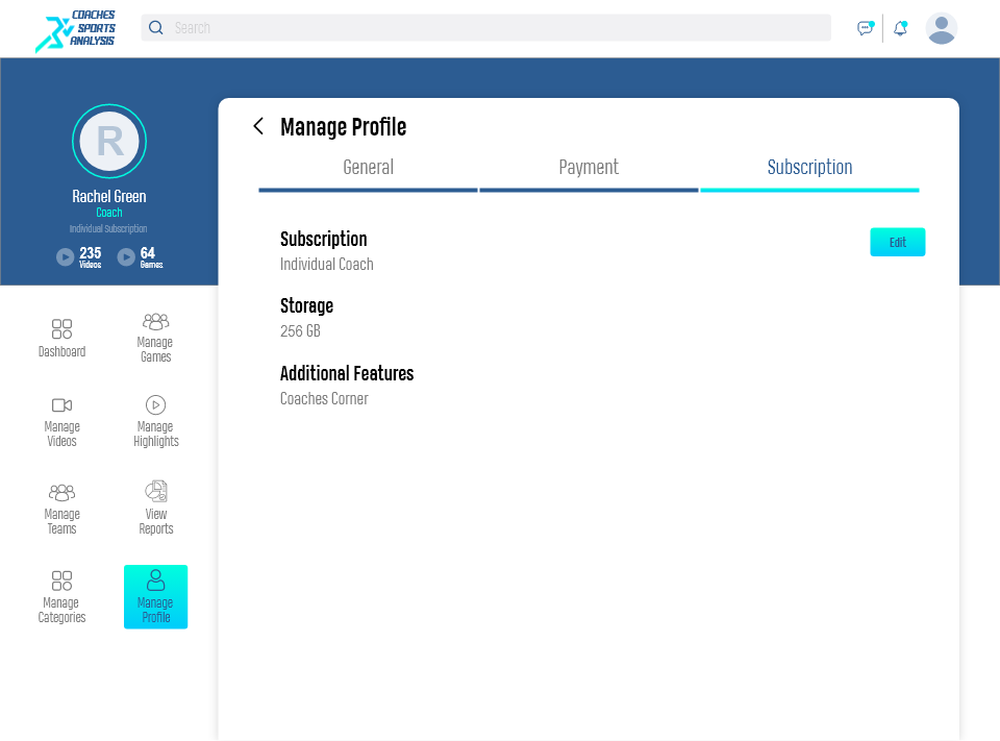 COACHES
SPORTS
ANALYSIS
Search
R
Rachel Green
Coach
Individual Subscription
235
Videos
64
Games
Dashboard
Manage
Games
Manage
Videos
Manage
Highlights
Manage
Teams
View
Reports
Manage
Categories
Manage
Profile
Manage Profile
General
Payment
Subscription
Subscription
Individual Coach
Edit
Storage
256 GB
Additional Features
Coaches Corner